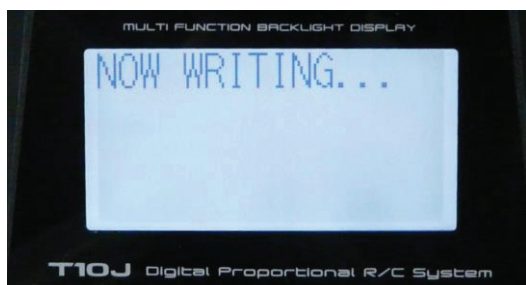 MULTI FUNCTION BACKLIGHT DISPLAY
NOW WRITING...
T10J Digital Proportional R/C System